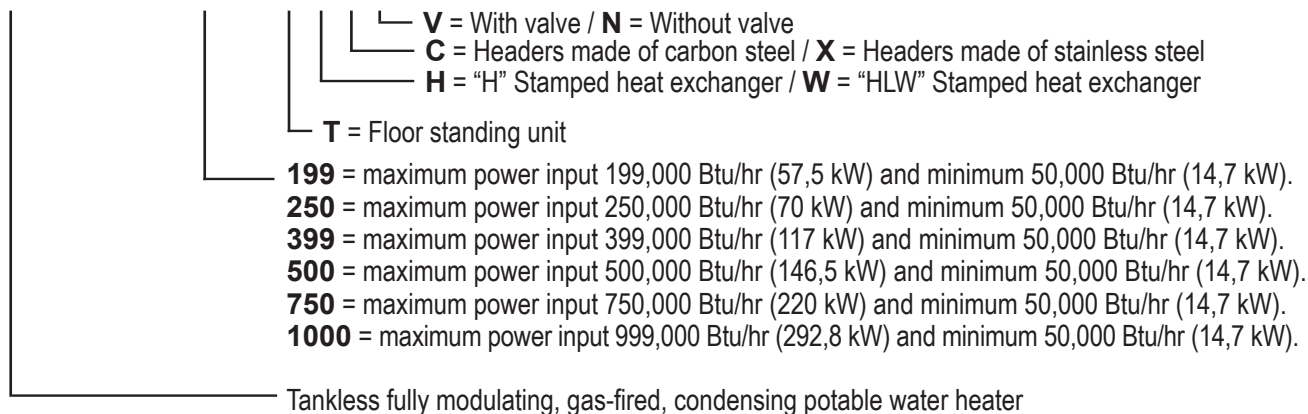 V = With valve / N = Without valve
C = Headers made of carbon steel / X = Headers made of stainless steel
H = “H” Stamped heat exchanger / W = “HLW” Stamped heat exchanger
T = Floor standing unit
199 = maximum power input 199,000 Btu/hr (57,5 kW) and minimum 50,000 Btu/hr (14,7 kW).
250 = maximum power input 250,000 Btu/hr (70 kW) and minimum 50,000 Btu/hr (14,7 kW).
399 = maximum power input 399,000 Btu/hr (117 kW) and minimum 50,000 Btu/hr (14,7 kW).
500 = maximum power input 500,000 Btu/hr (146,5 kW) and minimum 50,000 Btu/hr (14,7 kW).
750 = maximum power input 750,000 Btu/hr (220 kW) and minimum 50,000 Btu/hr (14,7 kW).
1000 = maximum power input 999,000 Btu/hr (292,8 kW) and minimum 50,000 Btu/hr (14,7 kW).
Tankless fully modulating, gas-fired, condensing potable water heater